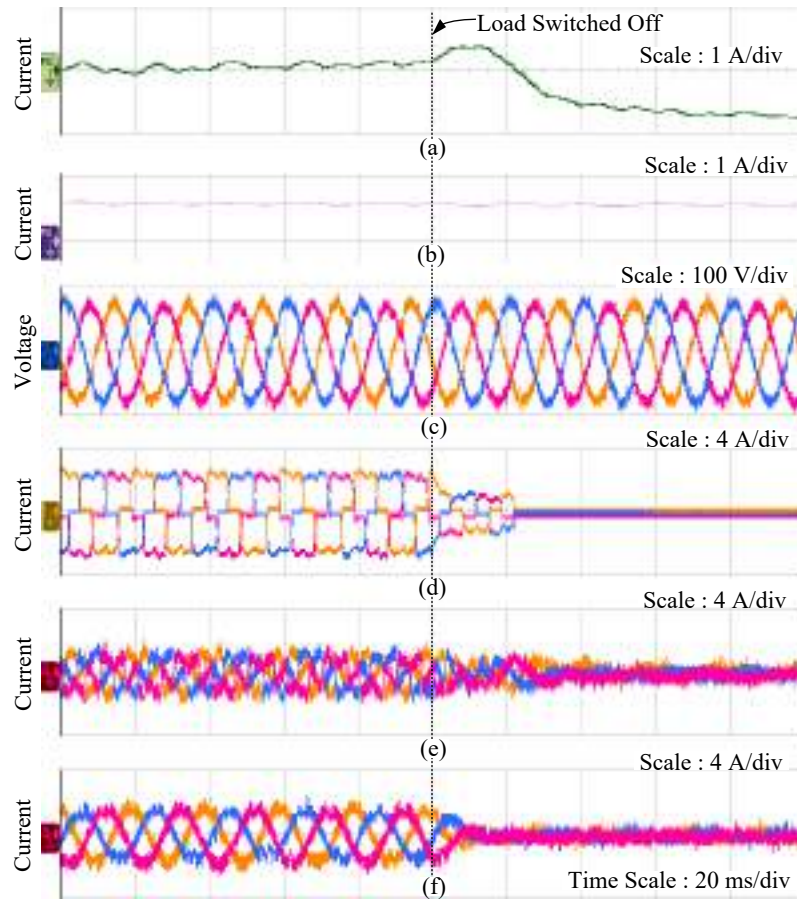 Load Switched Off
Current
Scale : 1 A/div
(a)
Scale : 1 A/div
Current
(b)
Scale : 100 V/div
Voltage
(c)
Scale : 4 A/div
Current
(d)
Scale : 4 A/div
Current
(e)
Scale : 4 A/div
Current
Time Scale : 20 ms/div
(f)